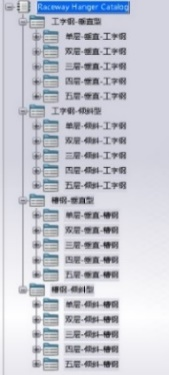 Raceway Hanger Catalog
工字钢-垂直型
单层-垂直-工字钢
双层-垂直-工字钢
三层-垂直-工字钢
四层-垂直-工字钢
五层-垂直-工字钢
工字钢-倾斜型
单层-倾斜-工字钢
双层-倾斜-工字钢
三层-倾斜-工字钢
四层-倾斜-工字钢
五层-倾斜-工字钢
槽钢-垂直型
单层-垂直-槽钢
双层-垂直-槽钢
三层-垂直-槽钢
四层-垂直-槽钢
五层-垂直-槽钢
槽钢-倾斜型
单层-倾斜-槽钢
双层-倾斜-槽钢
三层-倾斜-槽钢
四层-倾斜-槽钢
五层-倾斜-槽钢